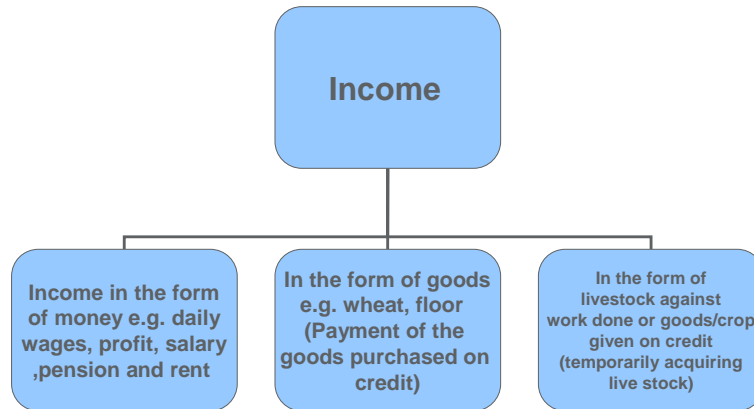 Income
Income in the form
of money e.g. daily
wages, profit, salary
,pension and rent
In the form of goods
e.g. wheat, floor
(Payment of the
goods purchased on
credit)
In the form of
livestock against
work done or goods/crop
given on credit
(temporarily acquiring
live stock)